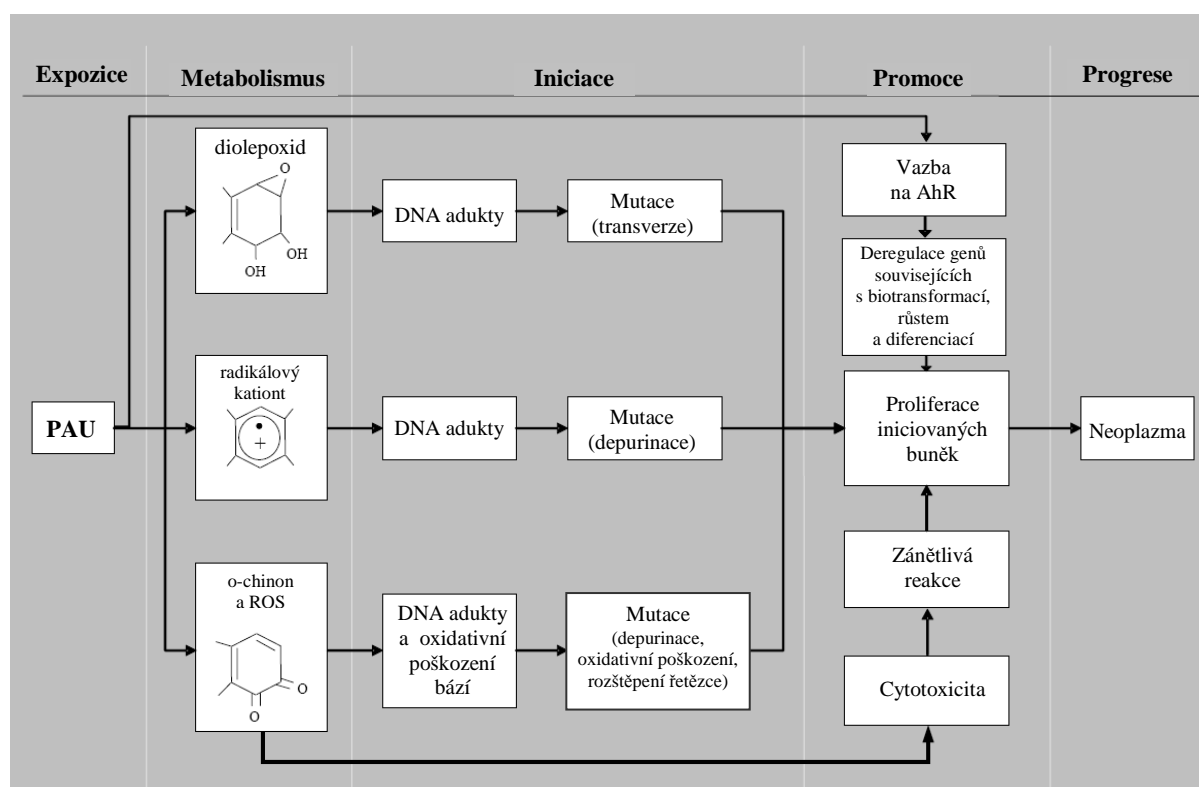 Expozice
Metabolismus
Iniciace
Promoce
Progrese
PAU
diolepoxid
O
OH
OH
DNA adukty
Mutace
(transverze)
radikálový
kationt
+
DNA adukty
Mutace
(depurinace)
o-chinon
a ROS
O
O
DNA adukty
a oxidativní
poškození
bází
Mutace
(depurinace,
oxidativní poškození,
rozštěpení řetězce)
Vazba
na AhR
Deregulace genů
souvisejících
s biotransformací,
růstem
a diferenciací
Proliferace
iniciovaných
buněk
Zánětlivá
reakce
Cytotoxicita
Neoplazma